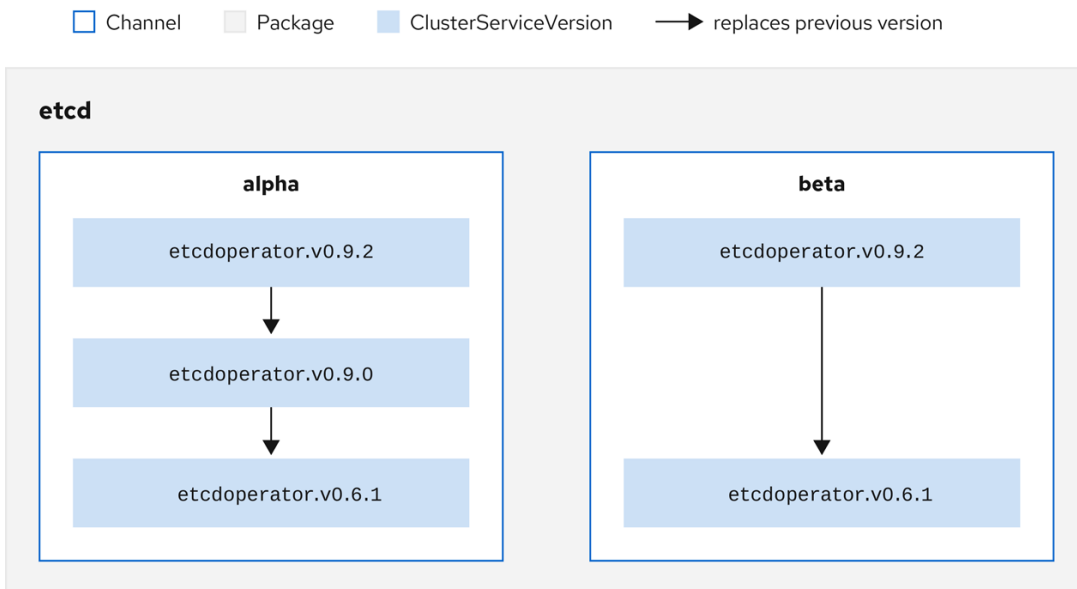 Channel Package ClusterServiceVersion replaces previous version
etcd
alpha
etcdoperator.v0.9.2
etcdoperator.v0.9.0
etcdoperator.v0.6.1
beta
etcdoperator.v0.9.2
etcdoperator.v0.6.1